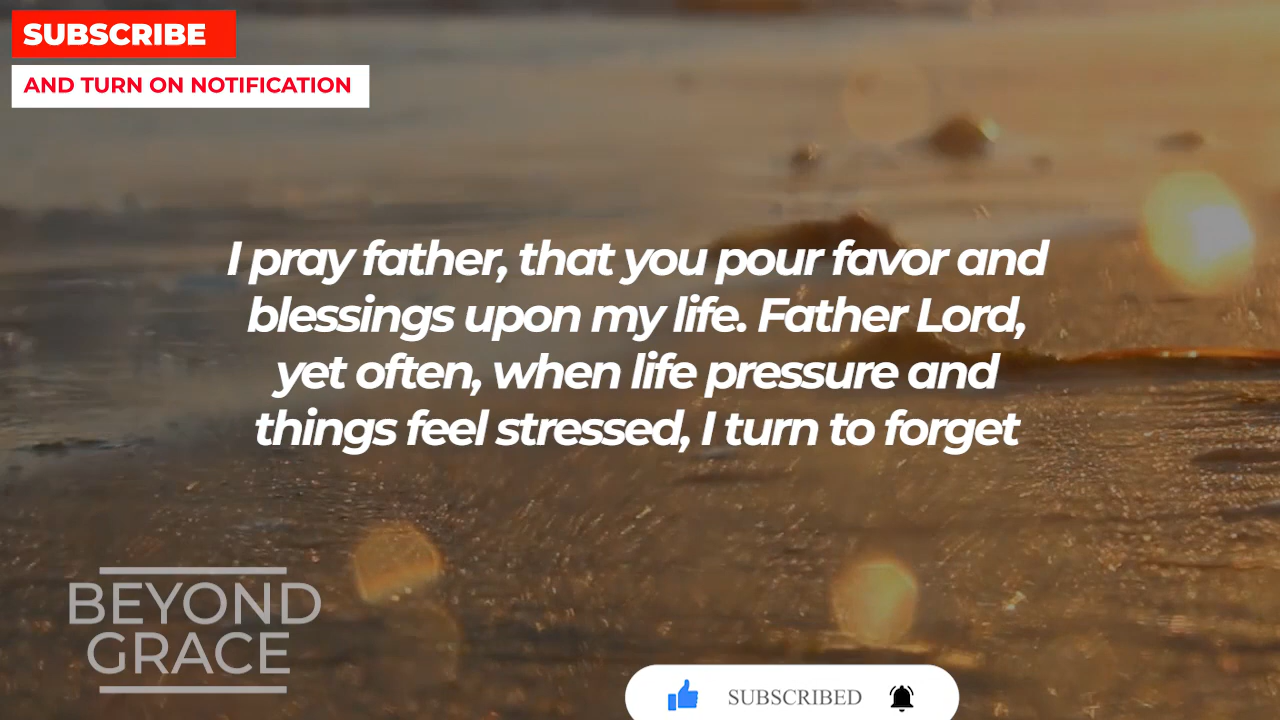 SUBSCRIBE
AND TURN ON NOTIFICATION
I pray father, that you pour favor and
blessings upon my life. Father Lord,
yet often, when life pressure and
things feel stressed, I turn to forget
BEYOND
GRACE
SUBSCRIBED